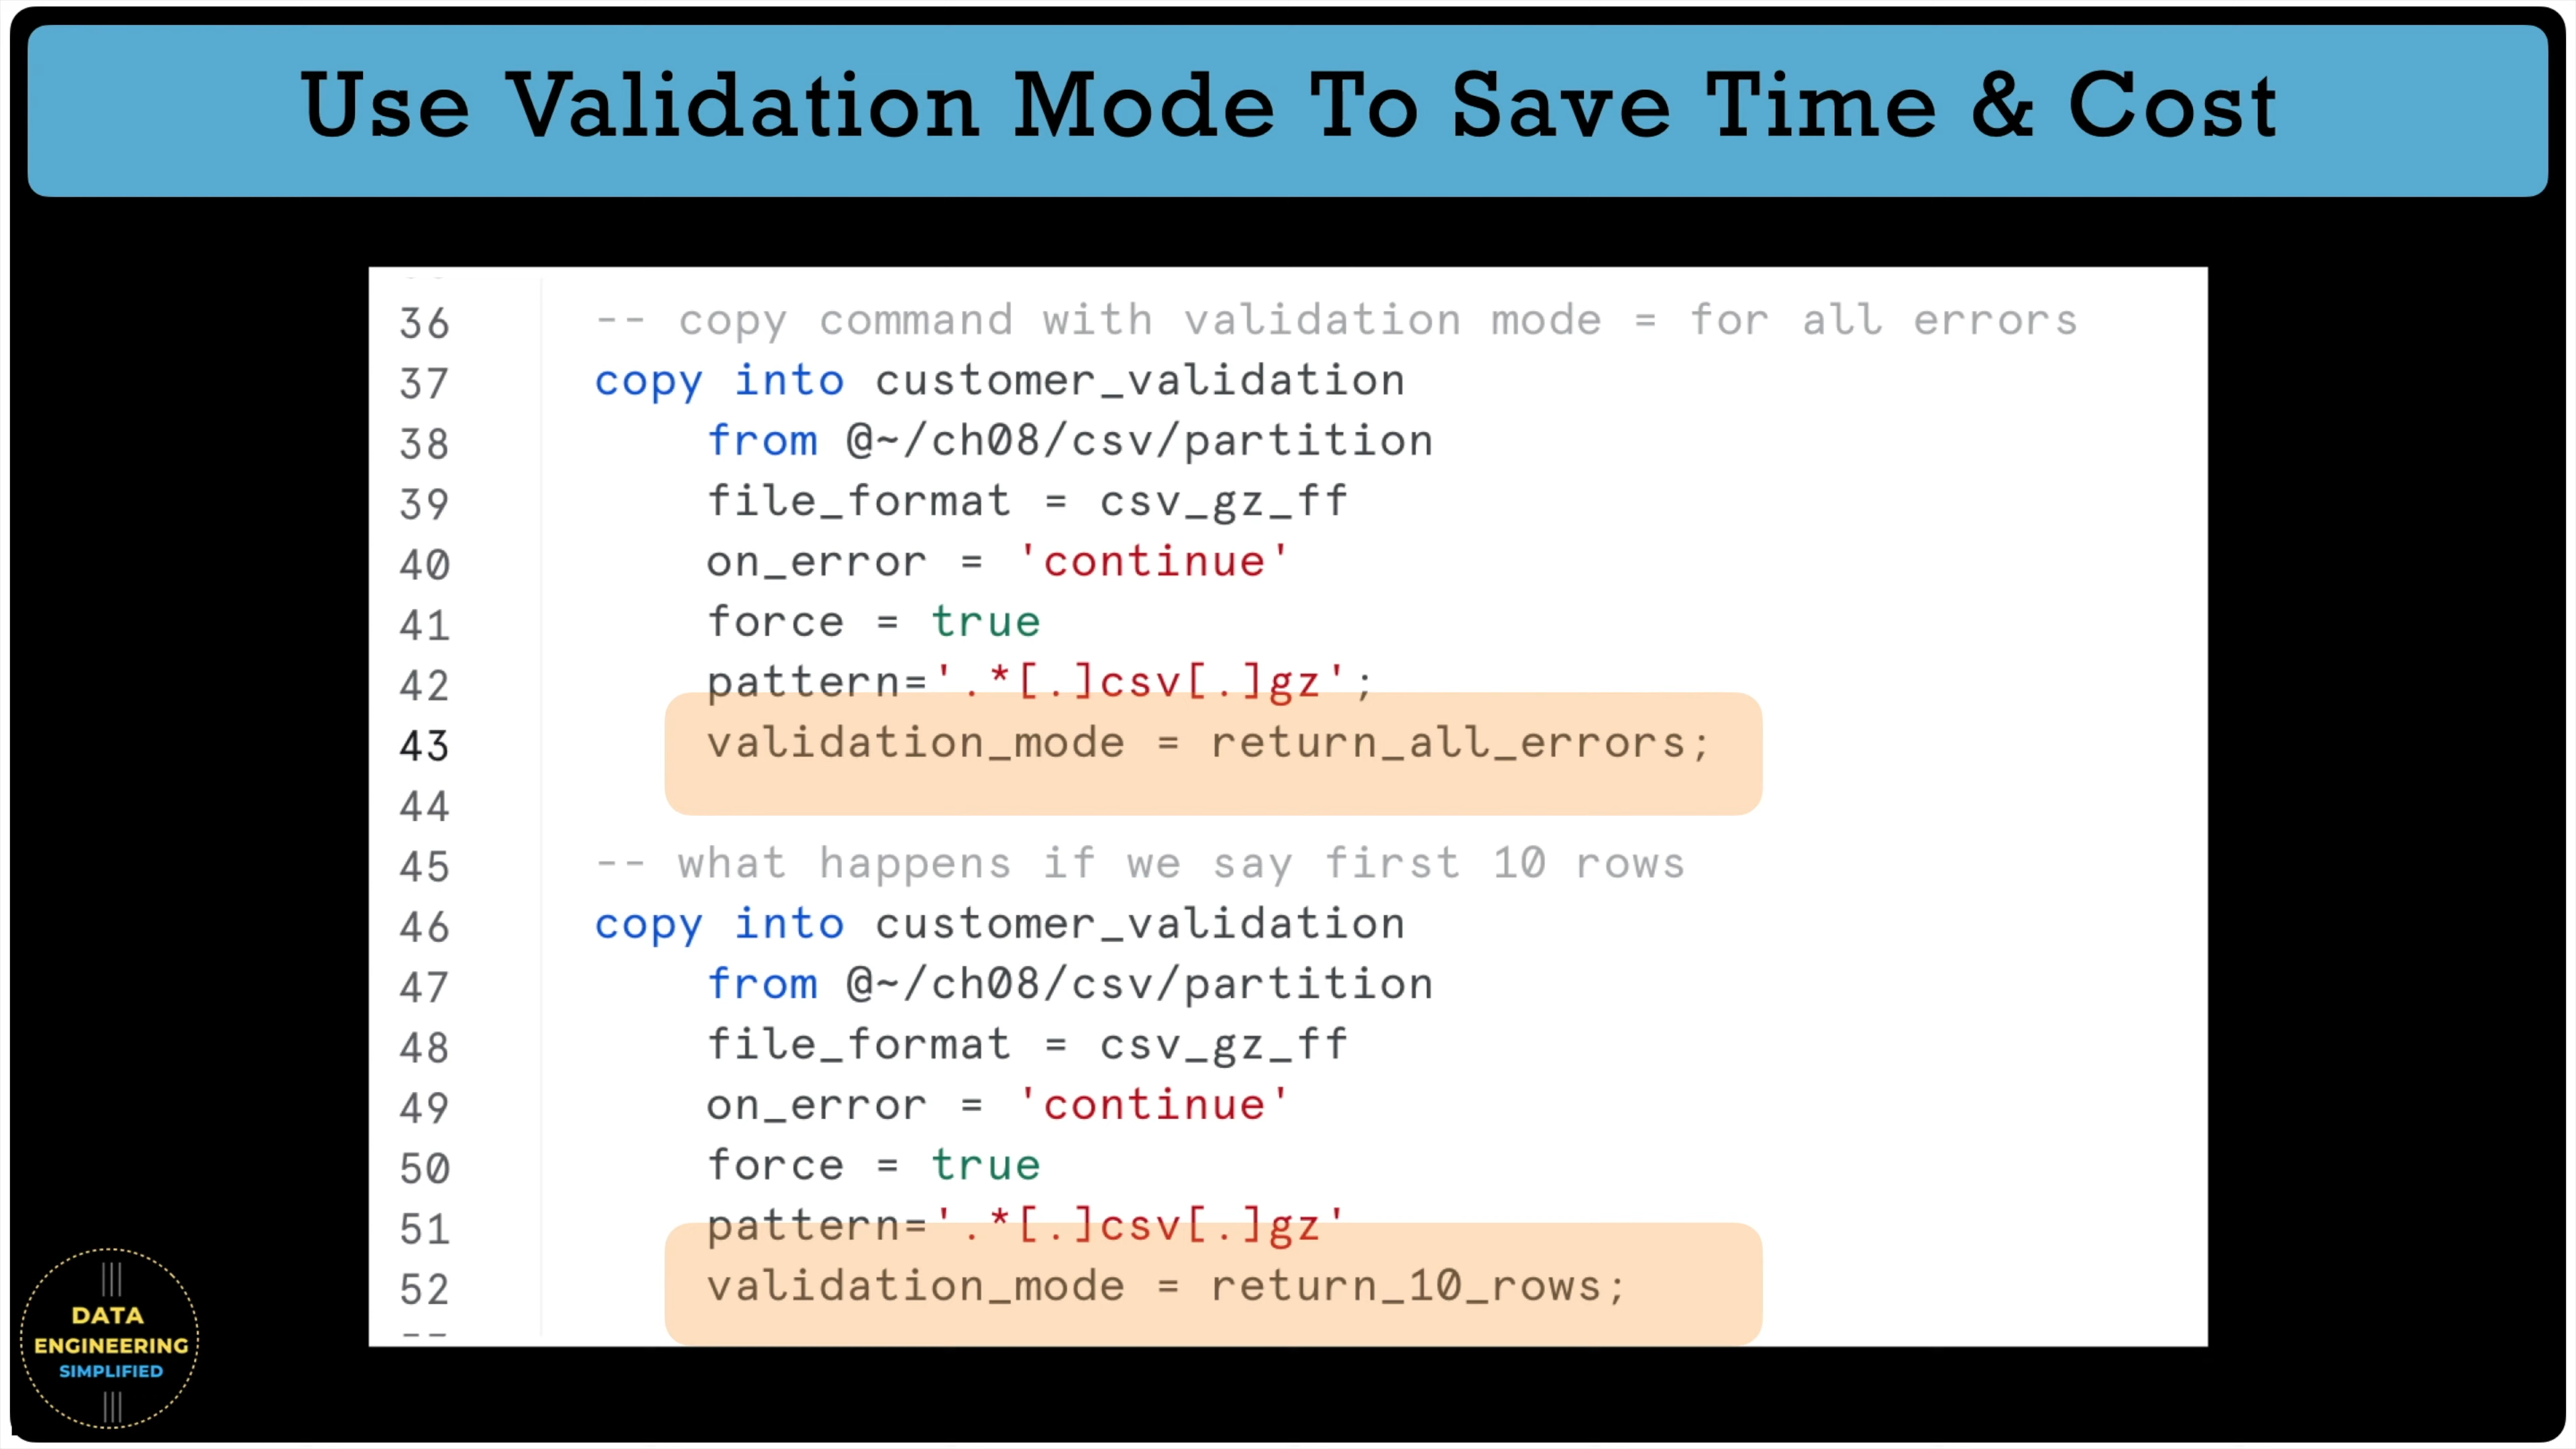 Use Validation Mode To Save Time & Cost
36 -- copy command with validation mode = for all errors
37 copy into customer_validation
38 from @~/ch08/csv/partition
39 file_format = csv_gz_ff
40 on_error = 'continue'
41 force = true
42 pattern='.*[.]csv[.]gz';
43 validation_mode = return_all_errors;
44
45 -- what happens if we say first 10 rows
46 copy into customer_validation
47 from @~/ch08/csv/partition
48 file_format = csv_gz_ff
49 on_error = 'continue'
50 force = true
51 pattern='.*[.]csv[.]gz'
52 validation_mode = return_10_rows;
DATA
ENGINEERING
SIMPLIFIED